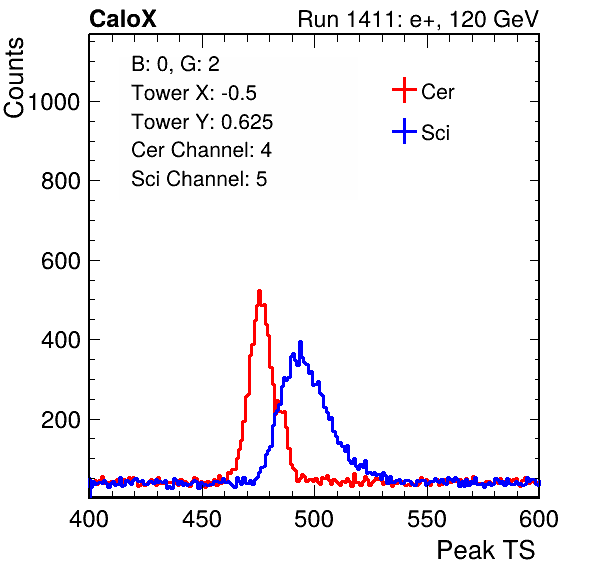 CaloX Run 1411: e+, 120 GeV
Counts
B: 0, G: 2
Tower X: -0.5
Tower Y: 0.625
Cer Channel: 4
Sci Channel: 5
Cer
Sci
1000
800
600
400
200
400 450 500 550 600
Peak TS